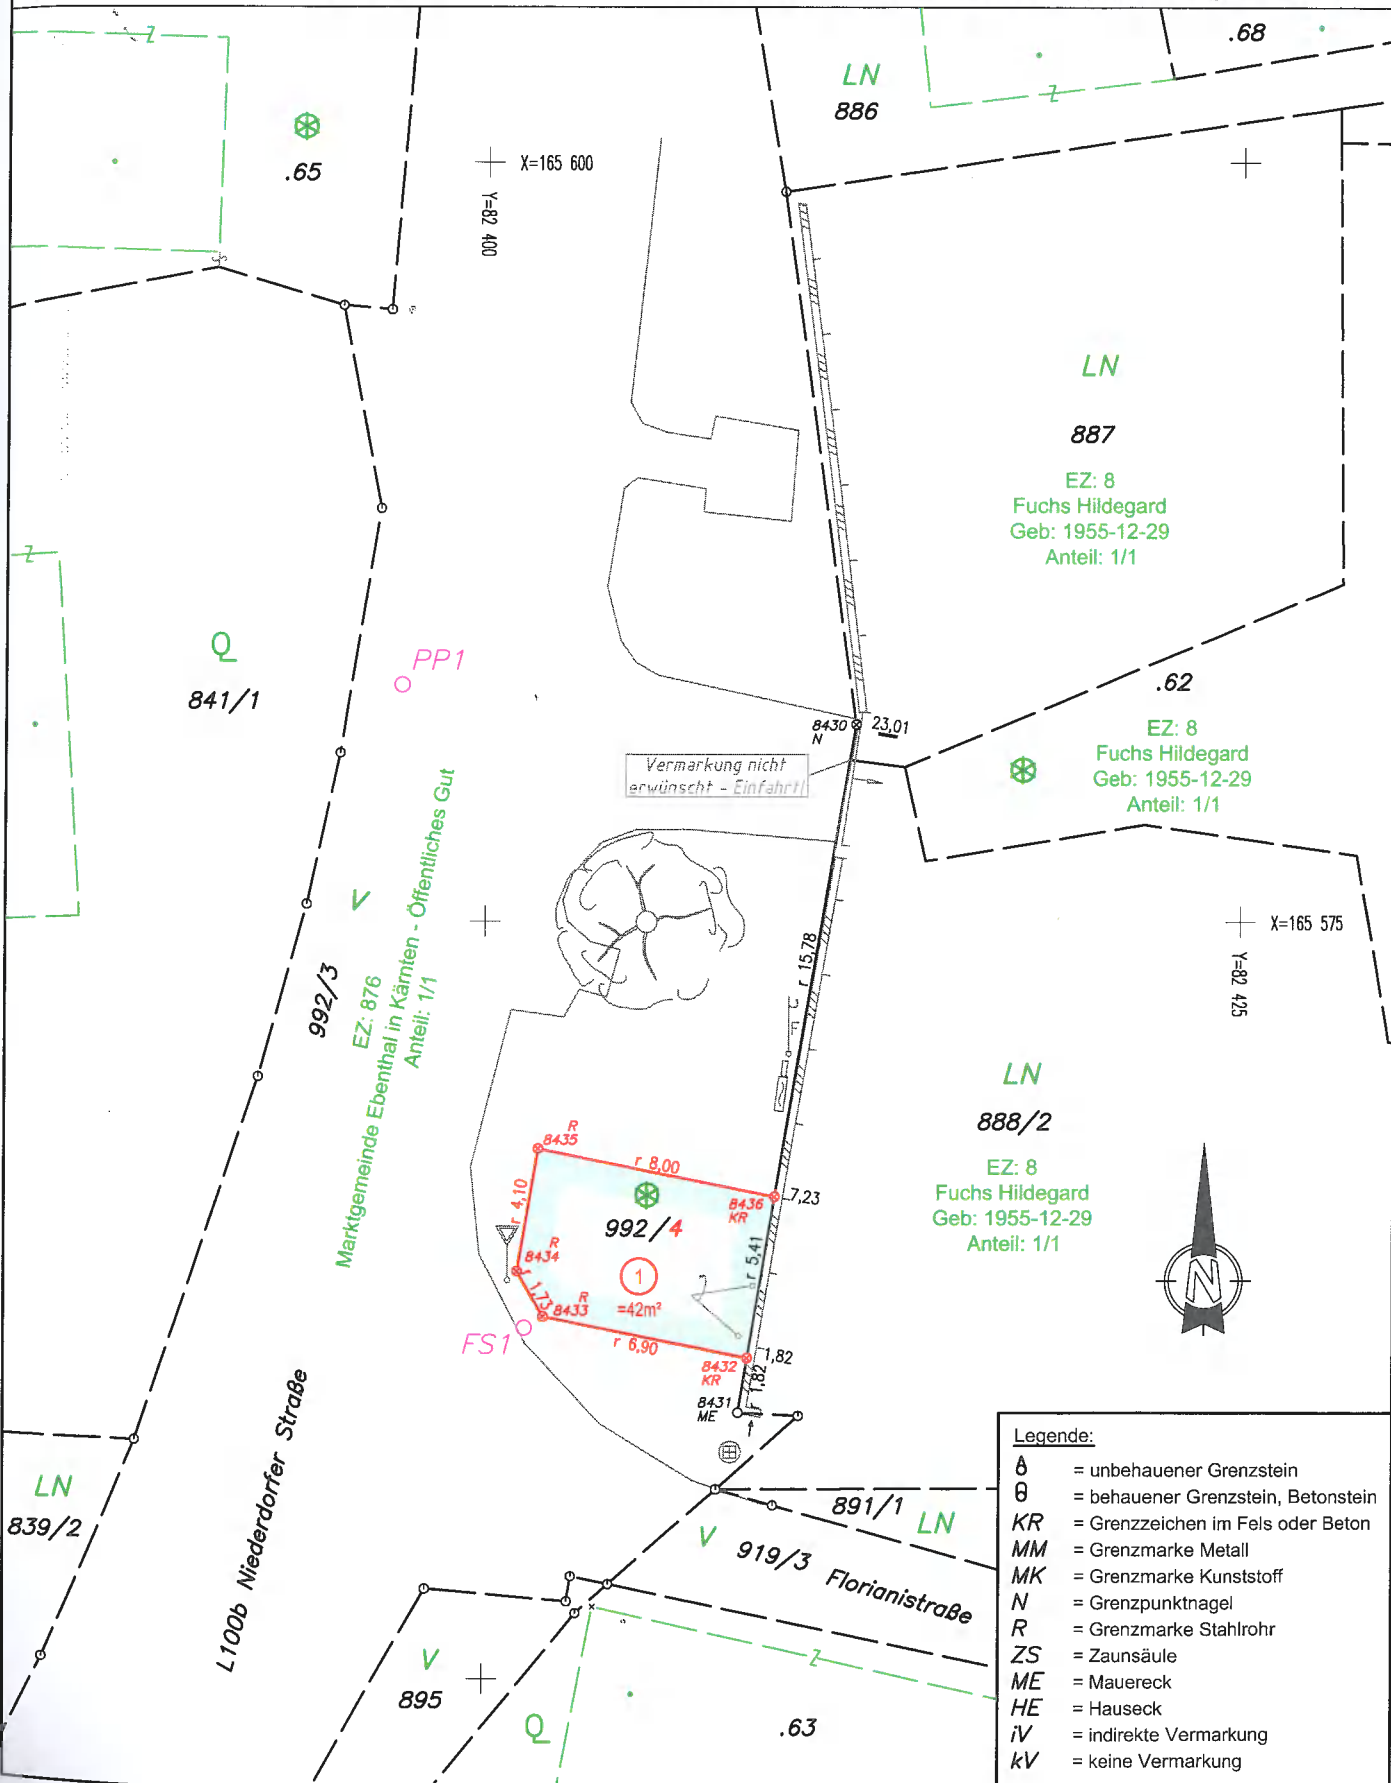 .68
LN
886
.65
X=165 600
Y=82 400
LN
887
EZ: 8
Fuchs Hildegard
Geb: 1955-12-29
Anteil: 1/1
Q
841/1
PP1
.62
EZ: 8
Fuchs Hildegard
Geb: 1955-12-29
Anteil: 1/1
8430
N
23,01
Vermarkung nicht
erwünscht - Einfahrt!
V
992/3
EZ: 876
Marktgemeinde Ebenthal in Kärnten - Öffentliches Gut
Anteil: 1/1
X=165 575
Y=82 425
r 15,78
LN
888/2
EZ: 8
Fuchs Hildegard
Geb: 1955-12-29
Anteil: 1/1
R
8435
r 8,00
r 4,10
8436
KR
7,23
992/4
R
8434
r 5,41
1
=42m²
r 1,73
R
8433
FS1
r 6,90
8432
KR
1,82
r 1,82
8431
ME
N
L100b Niederdorfer Straße
LN
839/2
891/1
LN
V
919/3 Florianistraße
V
895
Q
.63
Legende:
= unbehauener Grenzstein
= behauener Grenzstein, Betonstein
KR = Grenzzeichen im Fels oder Beton
MM = Grenzmarke Metall
MK = Grenzmarke Kunststoff
N = Grenzpunktnagel
R = Grenzmarke Stahlrohr
ZS = Zaunsäule
ME = Mauereck
HE = Hauseck
iV = indirekte Vermarkung
kV = keine Vermarkung